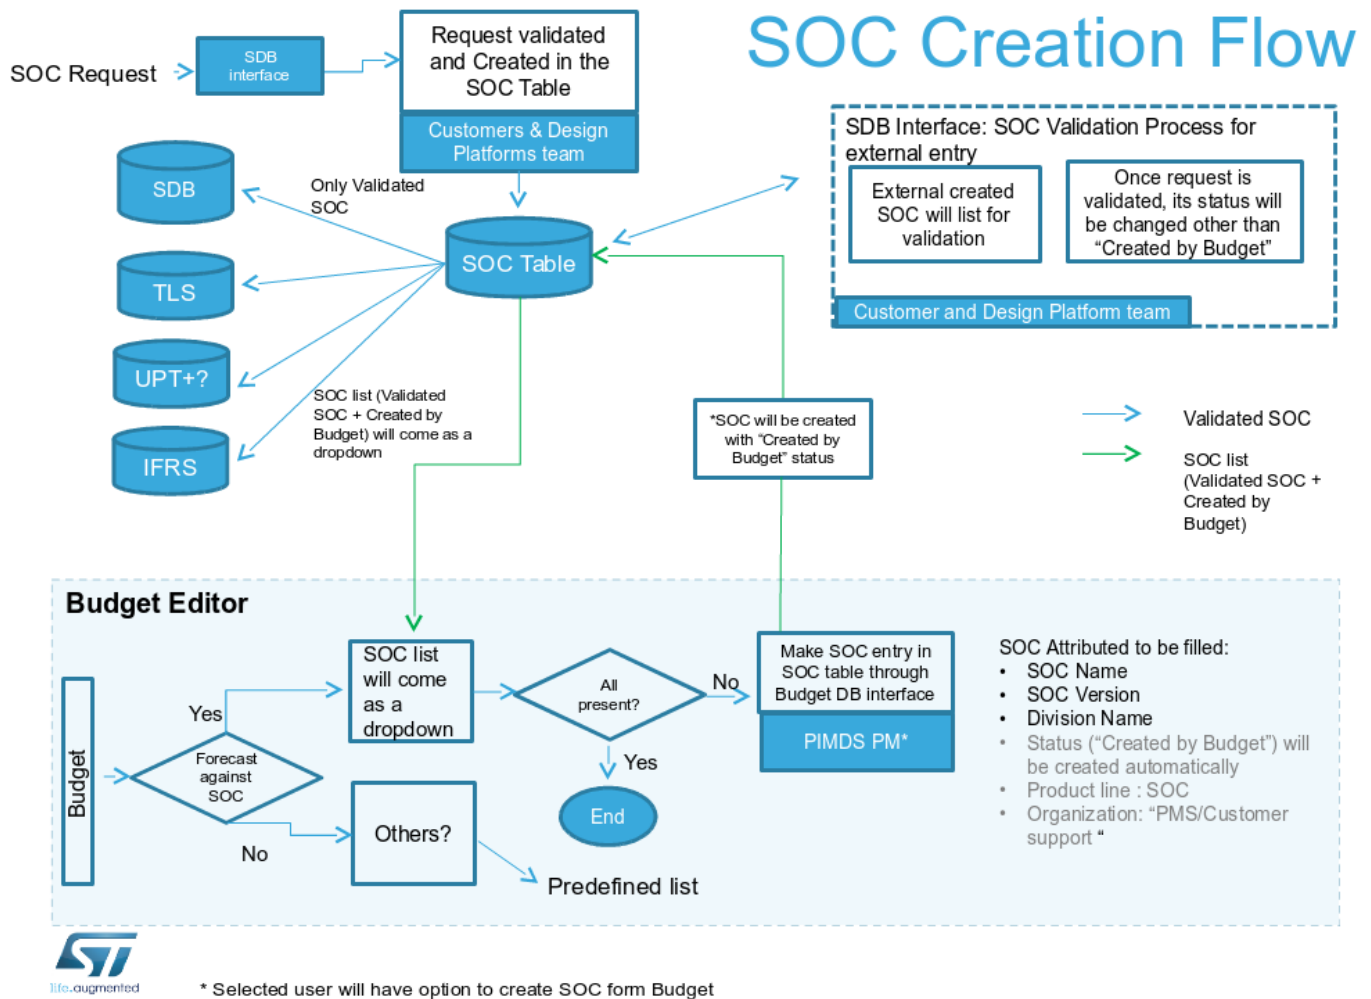 SOC Creation Flow
SOC Request
SDB
interface
Request validated
and Created in the
SOC Table
Customers & Design
Platforms team
SDB Interface: SOC Validation Process for
external entry
External created
SOC will list for
validation
Once request is
validated, its status will
be changed other than
“Created by Budget”
Customer and Design Platform team
Only Validated
SOC
SDB
TLS
UPT+?
IFRS
SOC Table
SOC list (Validated
SOC + Created by
Budget) will come as a
dropdown
*SOC will be created
with “Created by
Budget” status
Validated SOC
SOC list
(Validated SOC +
Created by
Budget)
Budget Editor
Budget
Forecast
against
SOC
Yes
No
SOC list
will come
as a
dropdown
Others?
Predefined list
All
present?
No
Yes
End
Make SOC entry in
SOC table through
Budget DB interface
PIMDS PM*
SOC Attributed to be filled:
• SOC Name
• SOC Version
• Division Name
• Status (“Created by Budget”) will
be created automatically
• Product line : SOC
• Organization: “PMS/Customer
support “
ST
life.augmented
* Selected user will have option to create SOC form Budget